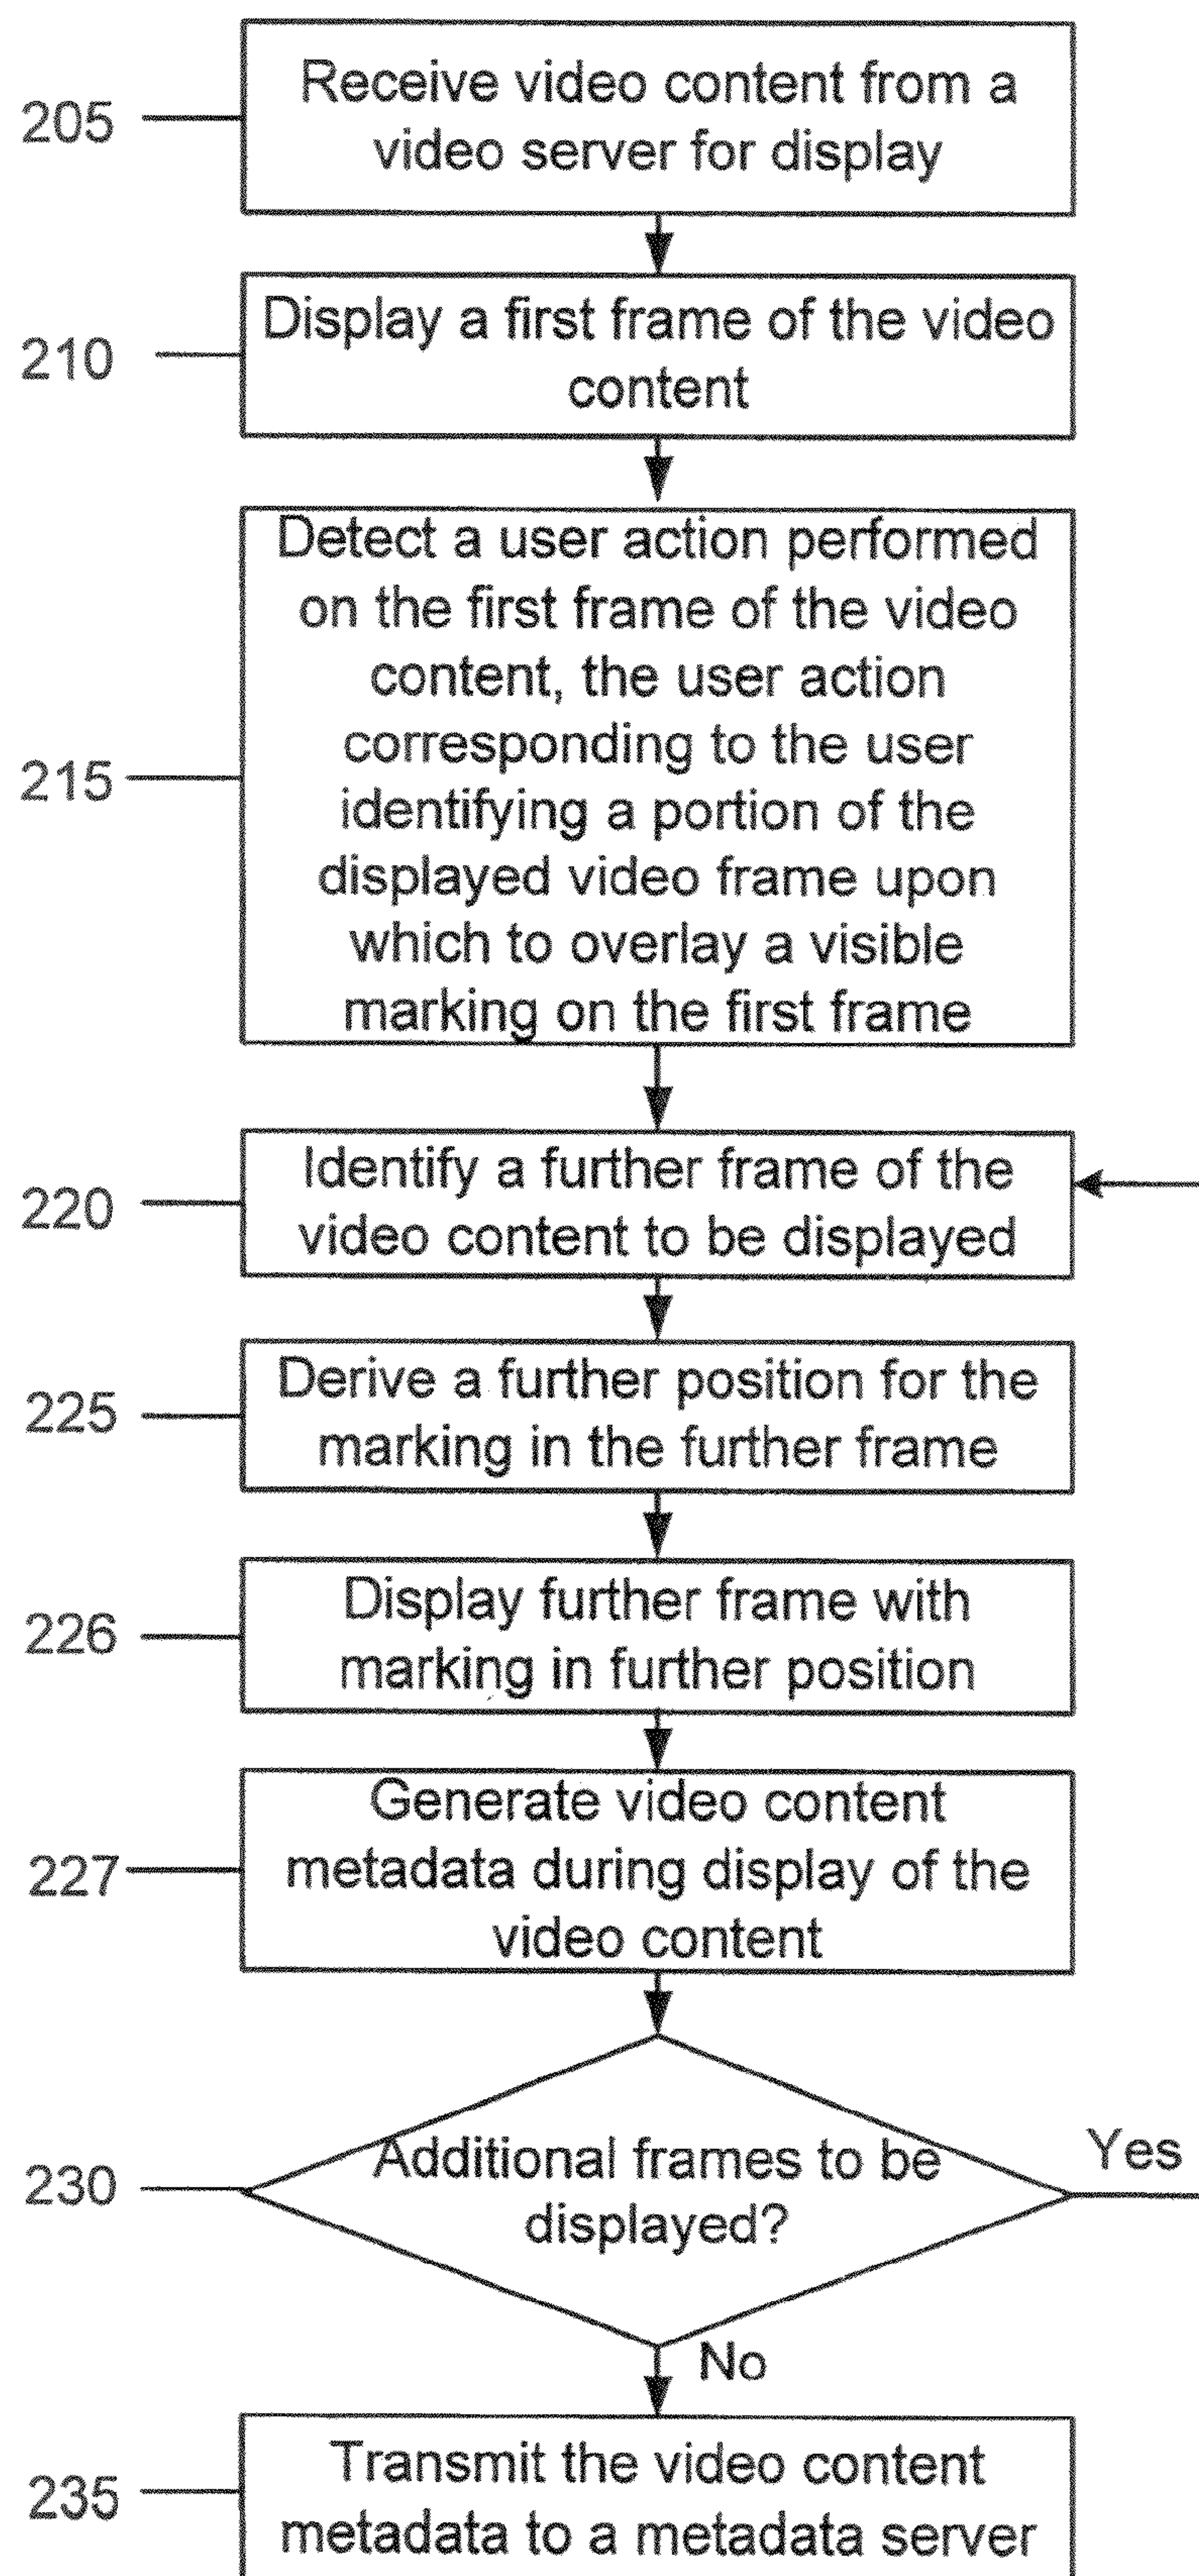 Receive video content from a
205
video server for display
Display a first frame of the video
210
content
Detect a user action performed
on the first frame of the video
content, the user action
corresponding to the user
215
identifying a portion of the
displayed video frame upon
which to overlay a visible
marking on the first frame
Identify a further frame of the
220
video content to be displayed
Derive a further position for the
225
marking in the further frame
Display further frame with
226
marking in further position
Generate video content
227
metadata during display of the
video content
Yes
Additional frames to be
230
displayed?
No
Transmit the video content
235
metadata to a metadata server